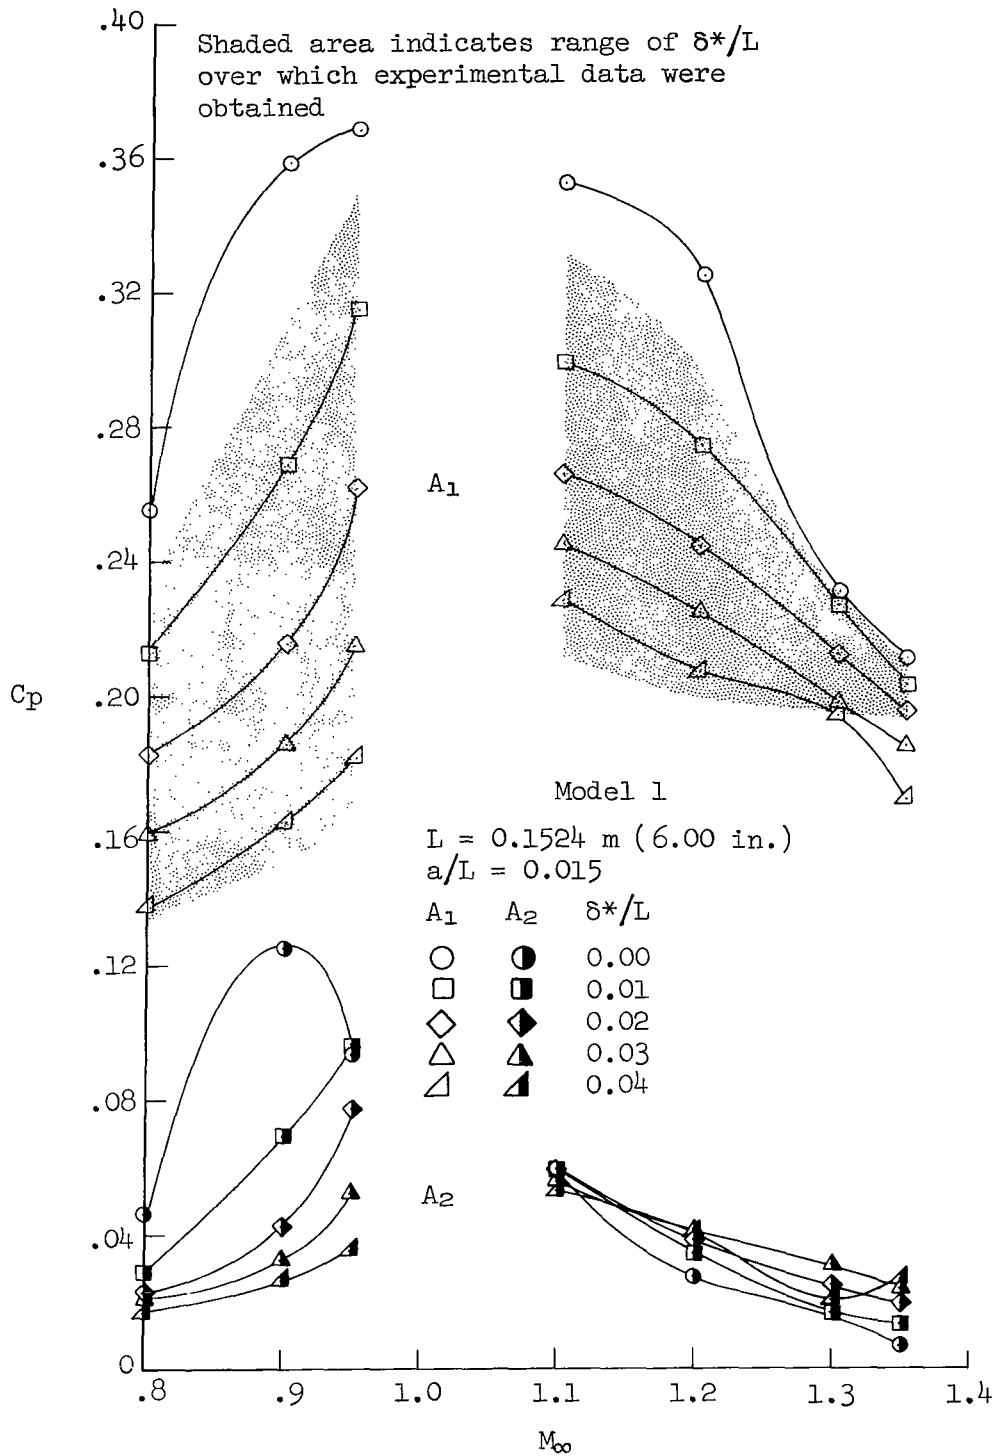 .40
Shaded area indicates range of δ*/L
over which experimental data were
obtained
.36
.32
.28
A1
.24
Cp
.20
Model 1
.16
L = 0.1524 m (6.00 in.)
a/L = 0.015
A1 A2 δ*/L
0.00
.12
0.01
0.02
0.03
0.04
.08
A2
.04
0
.8 .9 1.0 1.1 1.2 1.3 1.4
M∞